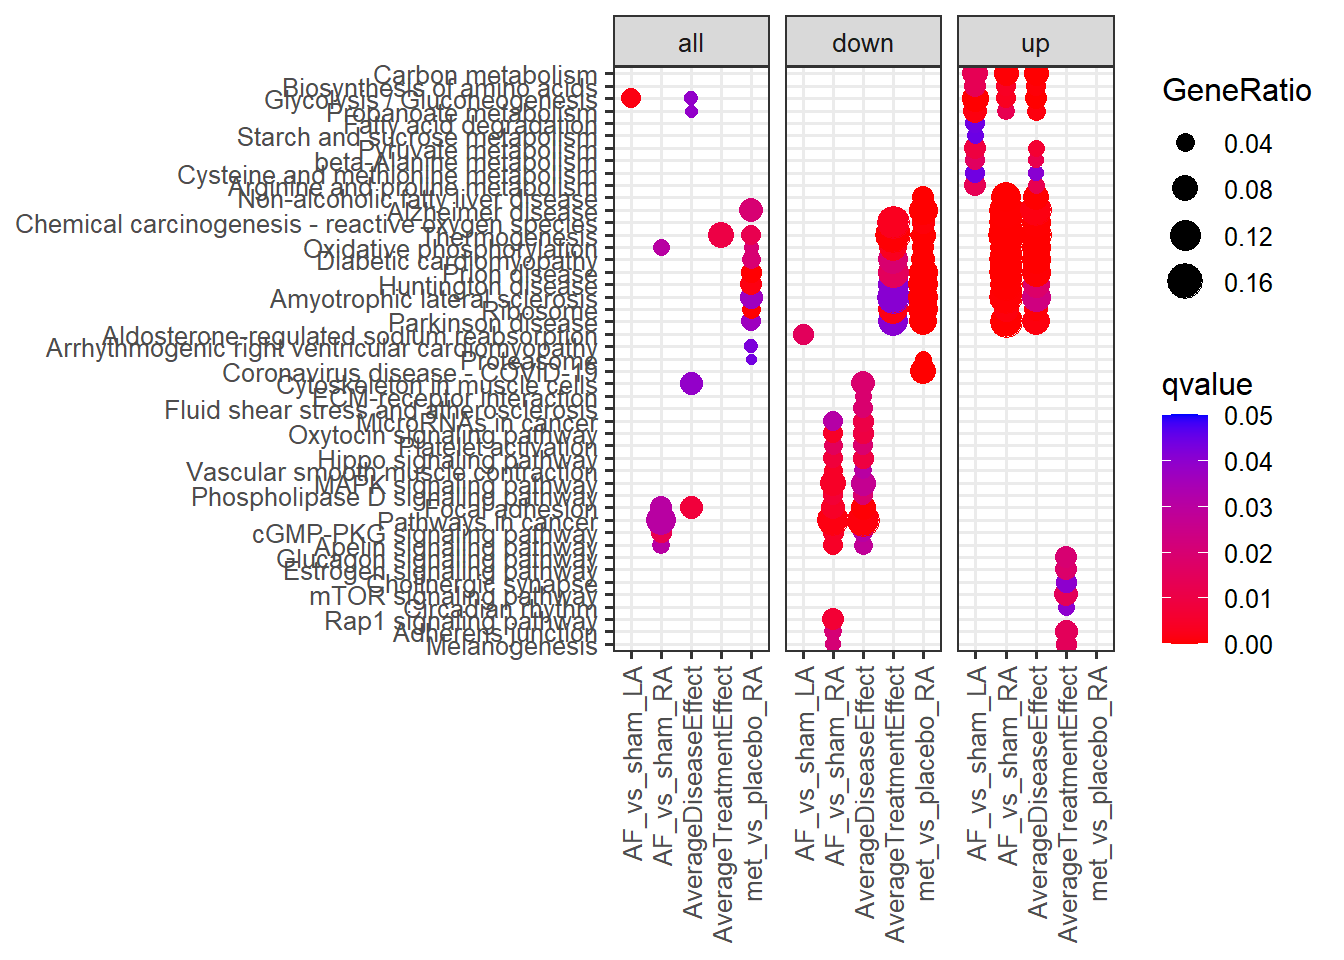 all
down
up
Carbon metabolism
Biosynthesis of amino acids
Glycolysis / Gluconeogenesis
Propanoate metabolism
Fatty acid degradation
Starch and sucrose metabolism
Pyruvate metabolism
beta-Alanine metabolism
Cysteine and methionine metabolism
Arginine and proline metabolism
Non-alcoholic fatty liver disease
Alzheimer disease
Chemical carcinogenesis - reactive oxygen species
Thermogenesis
Oxidative phosphorylation
Diabetic cardiomyopathy
Prion disease
Huntington disease
Amyotrophic lateral sclerosis
Ribosome
Parkinson disease
Aldosterone-regulated sodium reabsorption
Arrhythmogenic right ventricular cardiomyopathy
Proteasome
Coronavirus disease - COVID-19
Cytoskeleton in muscle cells
ECM-receptor interaction
Fluid shear stress and atherosclerosis
MicroRNAs in cancer
Oxytocin signaling pathway
Platelet activation
Hippo signaling pathway
Vascular smooth muscle contraction
MAPK signaling pathway
Phospholipase D signaling pathway
Focal adhesion
Pathways in cancer
cGMP-PKG signaling pathway
Apelin signaling pathway
Glucagon signaling pathway
Estrogen signaling pathway
Cholinergic synapse
mTOR signaling pathway
Circadian rhythm
Rap1 signaling pathway
Adherens junction
Melanogenesis
AF_vs_sham_LA
AF_vs_sham_RA
AverageDiseaseEffect
AverageTreatmentEffect
met_vs_placebo_RA
AF_vs_sham_LA
AF_vs_sham_RA
AverageDiseaseEffect
AverageTreatmentEffect
met_vs_placebo_RA
AF_vs_sham_LA
AF_vs_sham_RA
AverageDiseaseEffect
AverageTreatmentEffect
met_vs_placebo_RA
GeneRatio
0.04
0.08
0.12
0.16
qvalue
0.05
0.04
0.03
0.02
0.01
0.00